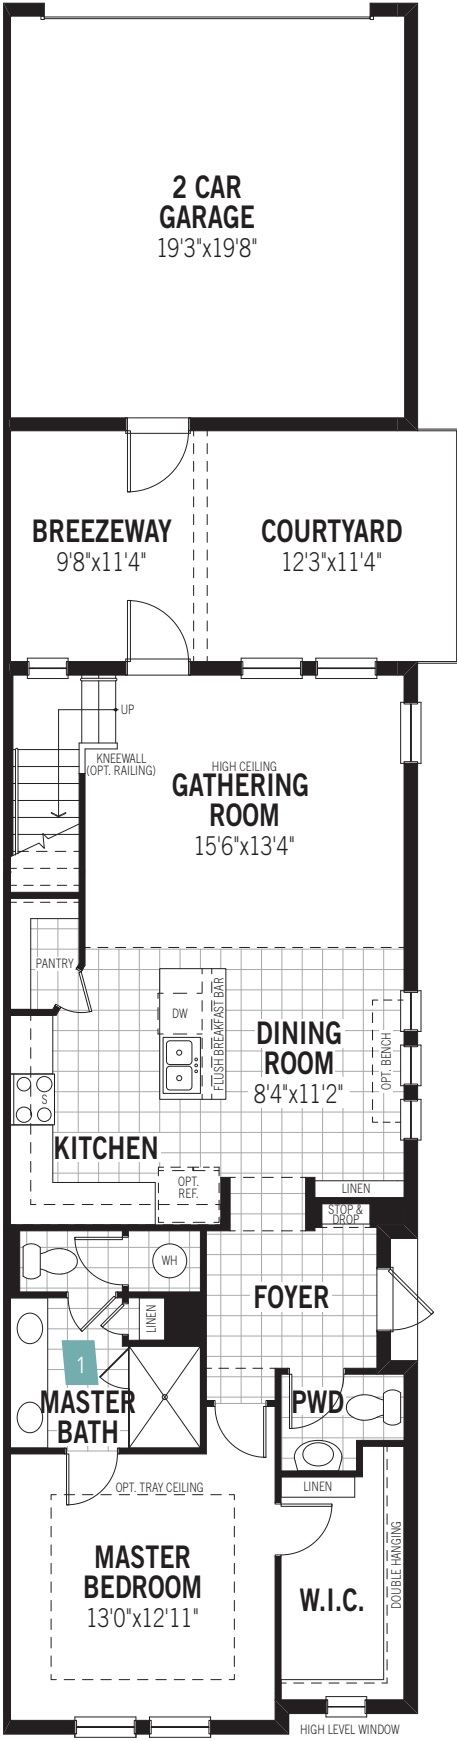 2 CAR
GARAGE
19'3"x19'8"
BREEZEWAY
9'8"x11'4"
COURTYARD
12'3"x11'4"
UP
KNEEWALL
(OPT. RAILING)
HIGH CEILING
GATHERING
ROOM
15'6"x13'4"
PANTRY
DW
FLUSH BREAKFAST BAR
DINING
ROOM
8'4"x11'2"
OPT. BENCH
S
KITCHEN
OPT.
REF.
LINEN
STOP &
DROP
WH
FOYER
LINEN
1
MASTER
BATH
PWD
OPT. TRAY CEILING
LINEN
MASTER
BEDROOM
13'0"x12'11"
W.I.C.
DOUBLE HANGING
HIGH LEVEL WINDOW